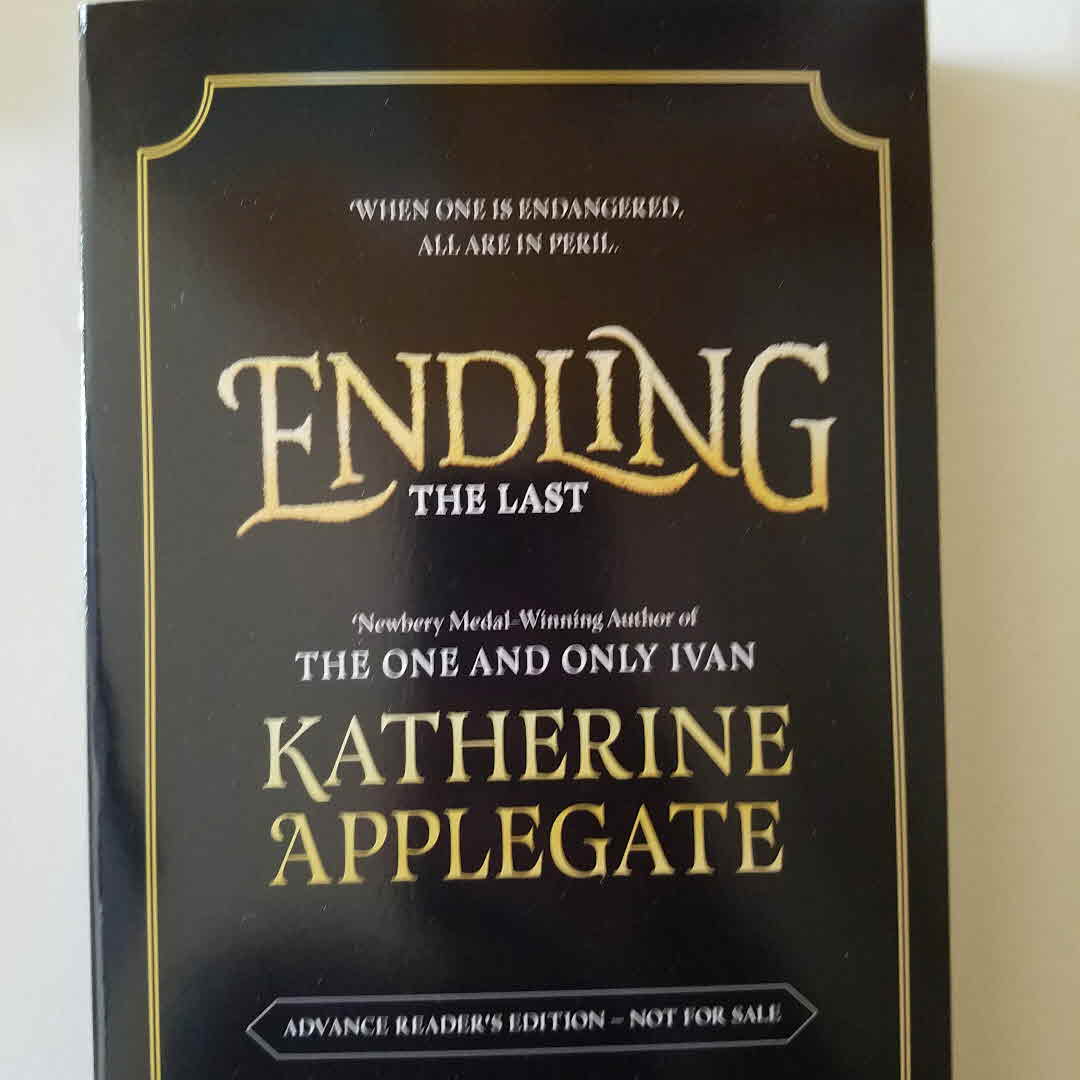 WHEN ONE IS ENDANGERED,
ALL ARE IN PERIL.
ENDLING
THE LAST
Newbery Medal-Winning Author of
THE ONE AND ONLY IVAN
KATHERINE
APPLEGATE
ADVANCE READER'S EDITION – NOT FOR SALE